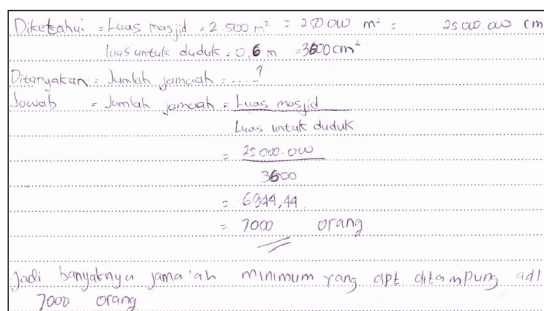 Diketahui = Luas masjid = 2.500 m² = 250.000 m² = 25.000.000 cm
luas untuk duduk = 0,6 m = 3600 cm²
Ditanyakan = Jumlah jamaah = .... ?
Jawab = Jumlah jamaah = Luas masjid
Luas untuk duduk
= 25.000.000
3600
= 6944,44
= 7000 orang
Jadi banyaknya jama'ah minimum yang dpt ditampung adl
7000 orang